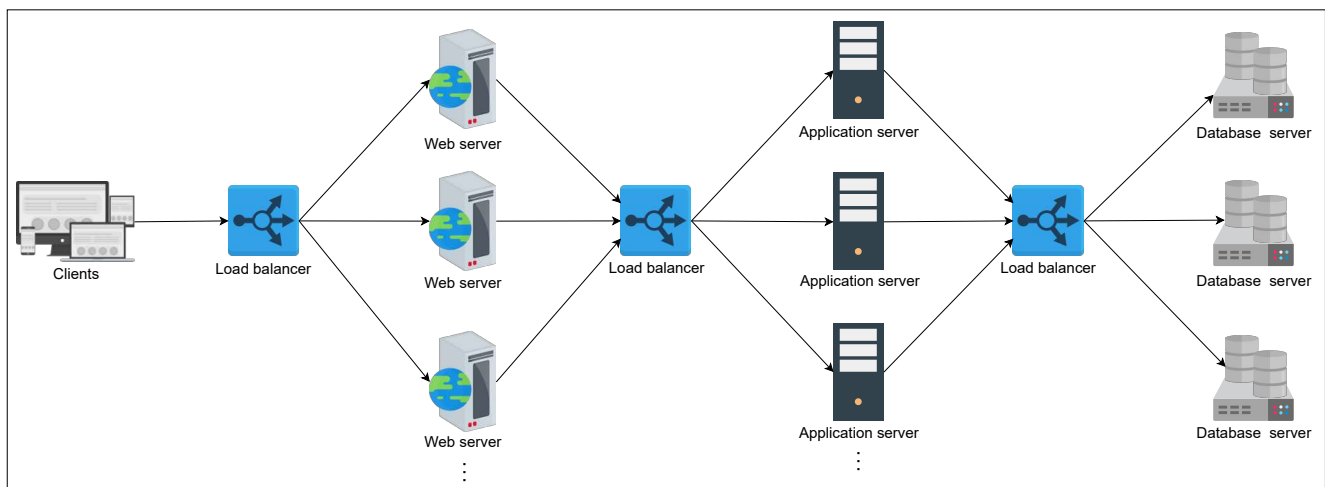 Clients
Load balancer
Web server
Web server
Web server
Load balancer
Application server
Application server
Application server
Load balancer
Database server
Database server
Database server